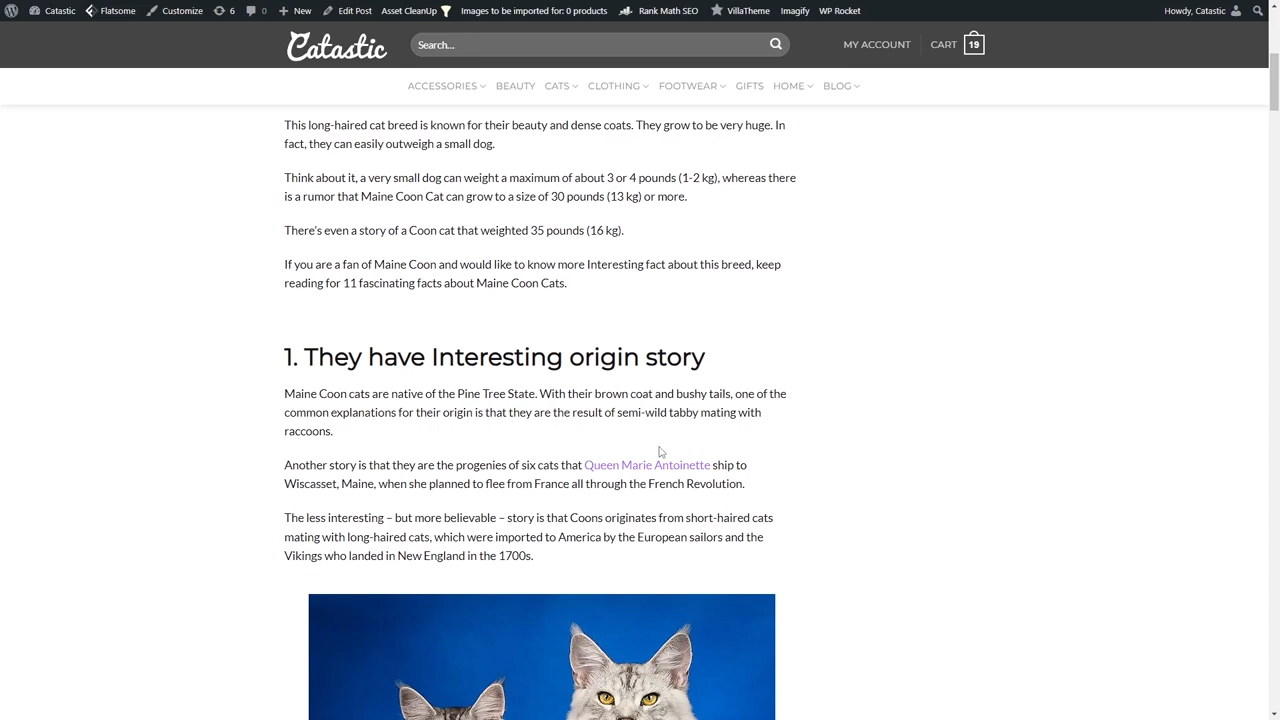 Catastic Flatsome Customize 6 0 New Edit Post Asset CleanUp Images to be imported for: 0 products Rank Math SEO VillaTheme Imagify WP Rocket Howdy, Catastic
Catastic Search... MY ACCOUNT CART 19
ACCESSORIES BEAUTY CATS CLOTHING FOOTWEAR GIFTS HOME BLOG
This long-haired cat breed is known for their beauty and dense coats. They grow to be very huge. In
fact, they can easily outweigh a small dog.
Think about it, a very small dog can weight a maximum of about 3 or 4 pounds (1-2 kg), whereas there
is a rumor that Maine Coon Cat can grow to a size of 30 pounds (13 kg) or more.
There's even a story of a Coon cat that weighted 35 pounds (16 kg).
If you are a fan of Maine Coon and would like to know more Interesting fact about this breed, keep
reading for 11 fascinating facts about Maine Coon Cats.
1. They have Interesting origin story
Maine Coon cats are native of the Pine Tree State. With their brown coat and bushy tails, one of the
common explanations for their origin is that they are the result of semi-wild tabby mating with
raccoons.
Another story is that they are the progenies of six cats that Queen Marie Antoinette ship to
Wiscasset, Maine, when she planned to flee from France all through the French Revolution.
The less interesting – but more believable – story is that Coons originates from short-haired cats
mating with long-haired cats, which were imported to America by the European sailors and the
Vikings who landed in New England in the 1700s.